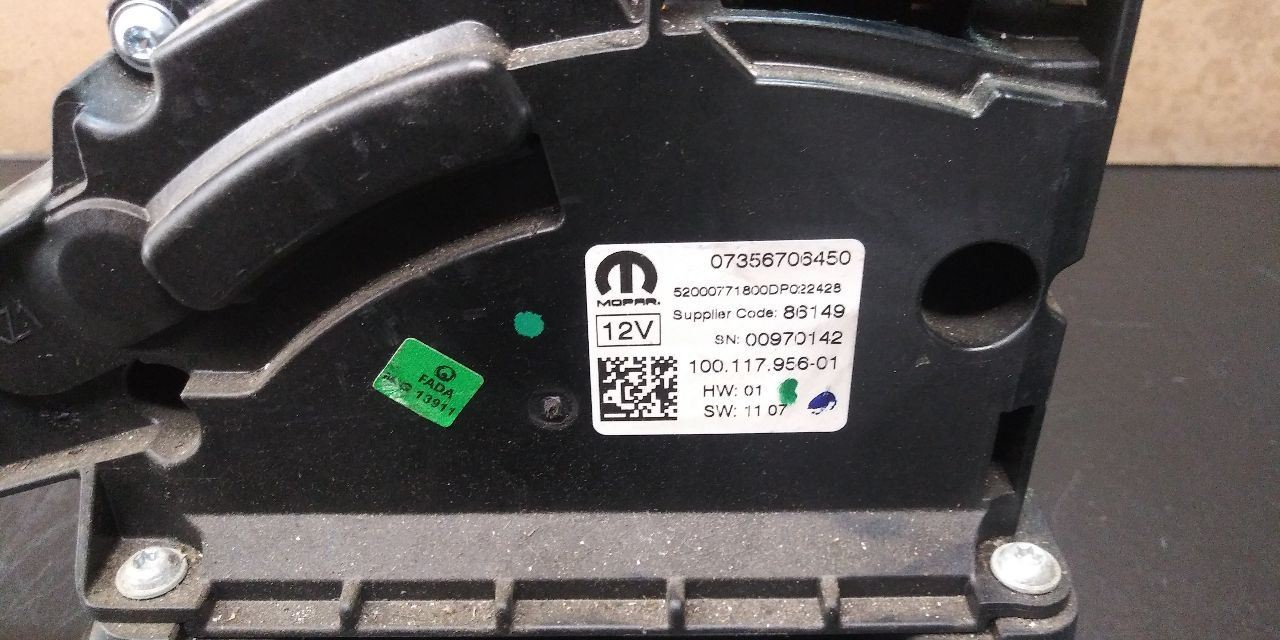 07356706450
MOPAR.
52000771800DP022428
Supplier Code: 86149
12V
SN: 00970142
100.117.956-01
HW: 01
SW: 11 07
FADA
13911